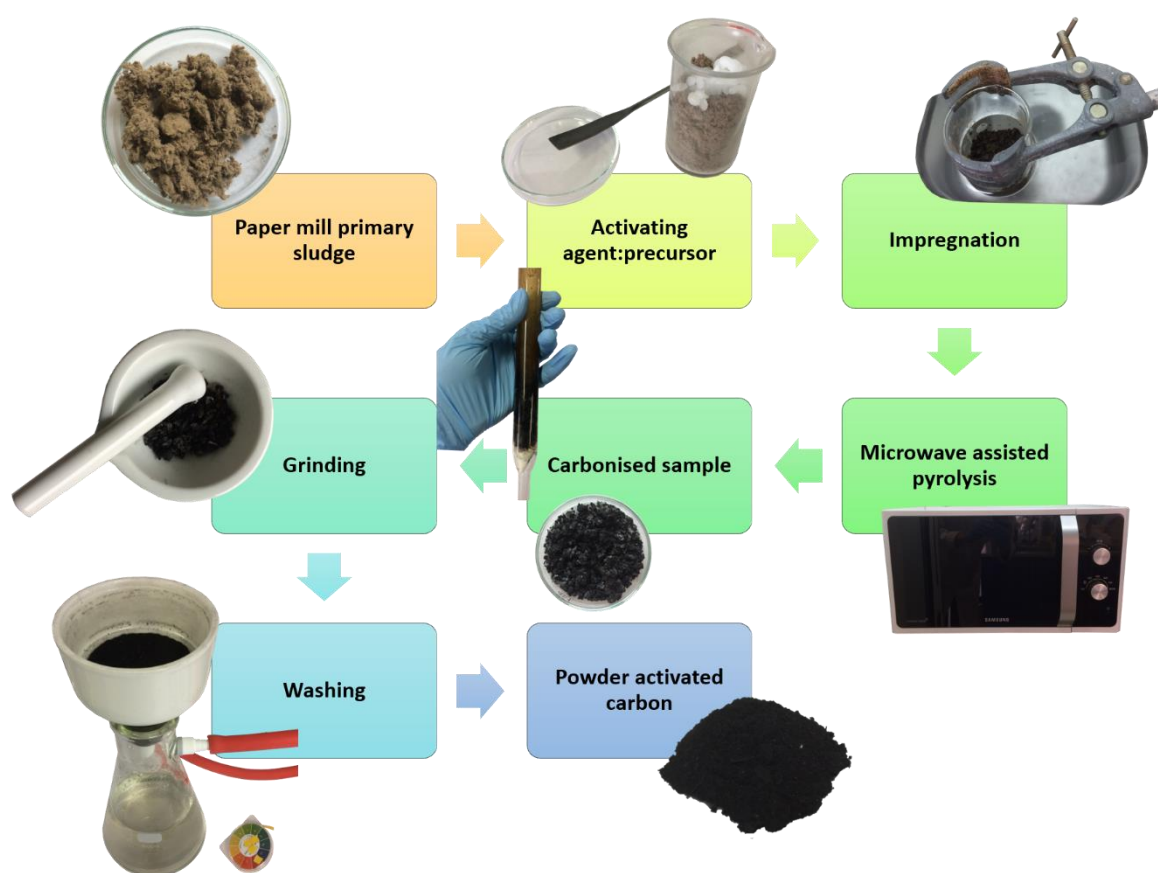 Paper mill primary
sludge
Activating
agent:precursor
Impregnation
Microwave assisted
pyrolysis
SAMSUNG
Carbonised sample
Grinding
Washing
Powder activated
carbon